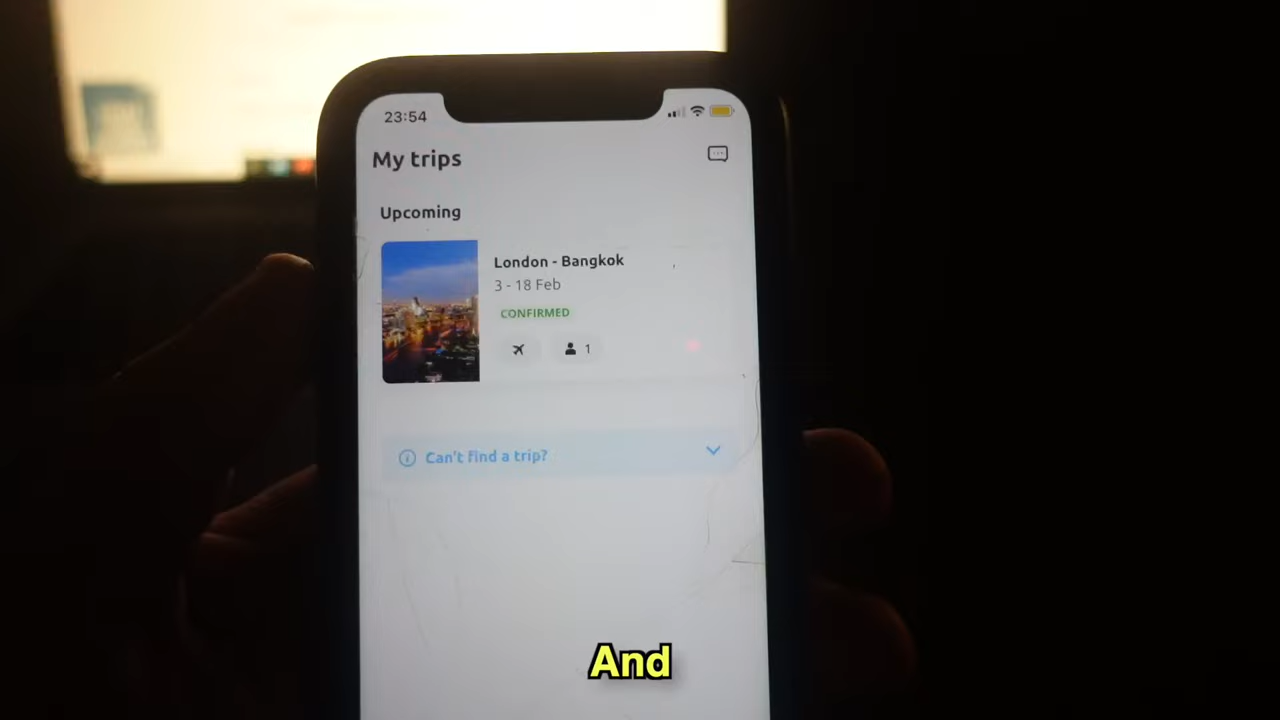 23:54
My trips
Upcoming
London - Bangkok
3 - 18 Feb
CONFIRMED
1
Can't find a trip?
And